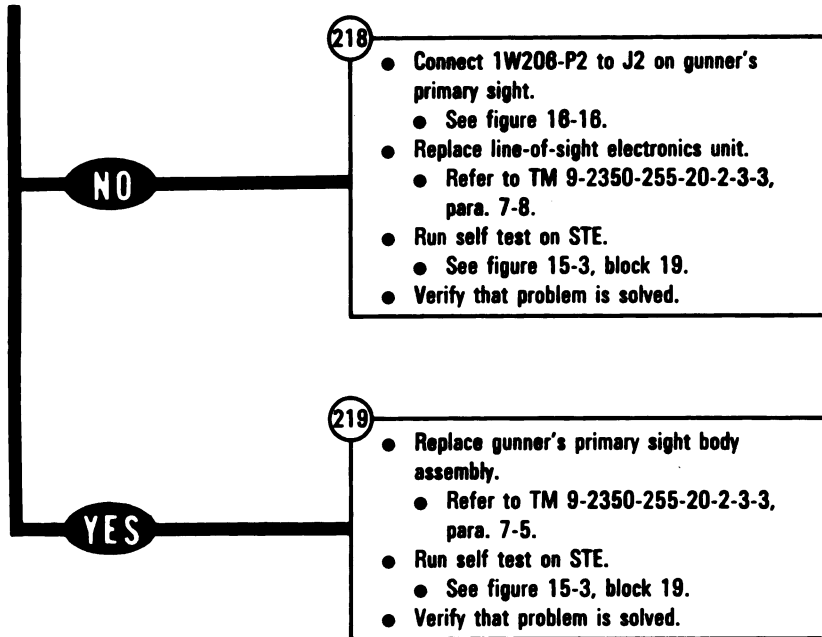 218
● Connect 1W206-P2 to J2 on gunner's
primary sight.
● See figure 16-16.
● Replace line-of-sight electronics unit.
● Refer to TM 9-2350-255-20-2-3-3,
para. 7-8.
● Run self test on STE.
● See figure 15-3, block 19.
● Verify that problem is solved.
NO
219
● Replace gunner's primary sight body
assembly.
● Refer to TM 9-2350-255-20-2-3-3,
para. 7-5.
● Run self test on STE.
● See figure 15-3, block 19.
● Verify that problem is solved.
YES